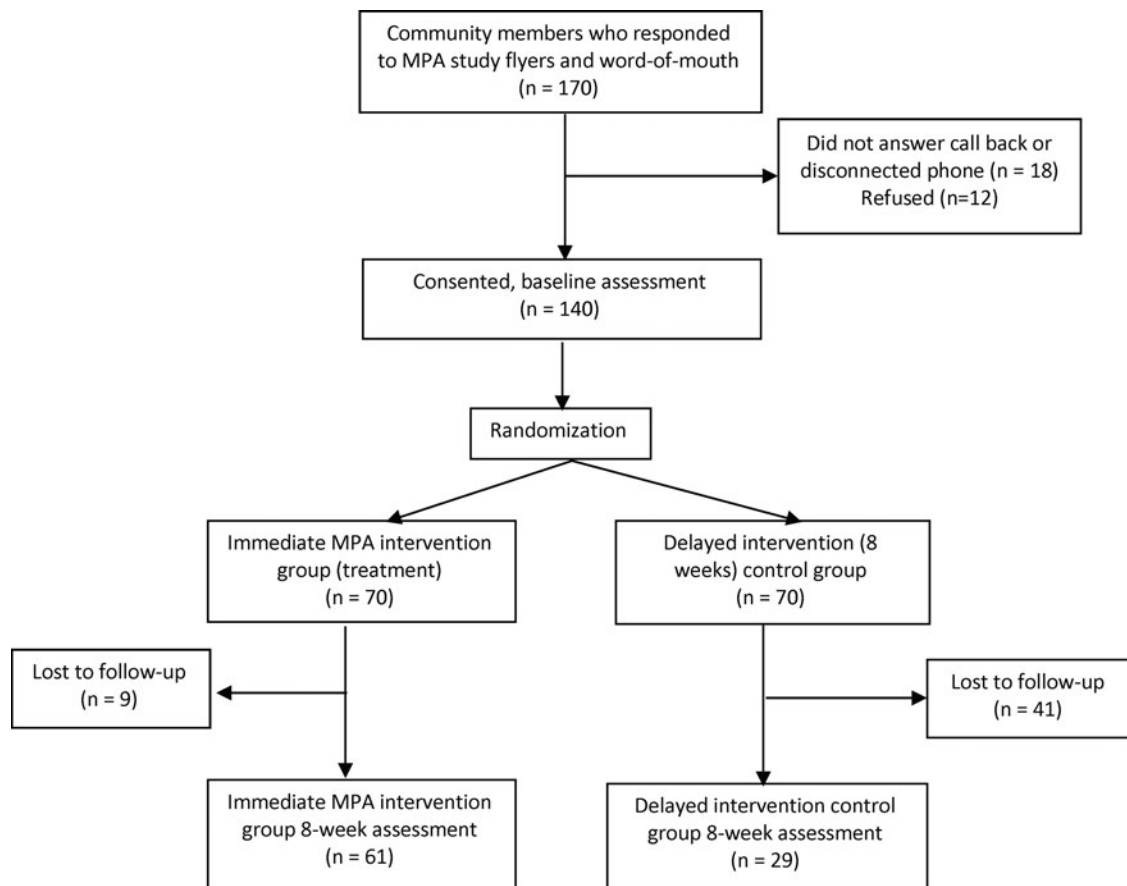 Community members who responded
to MPA study flyers and word-of-mouth
(n = 170)
Did not answer call back or
disconnected phone (n = 18)
Refused (n=12)
Consented, baseline assessment
(n = 140)
Randomization
Immediate MPA intervention
group (treatment)
(n = 70)
Delayed intervention (8
weeks) control group
(n = 70)
Lost to follow-up
(n = 9)
Lost to follow-up
(n = 41)
Immediate MPA intervention
group 8-week assessment
(n = 61)
Delayed intervention control
group 8-week assessment
(n = 29)